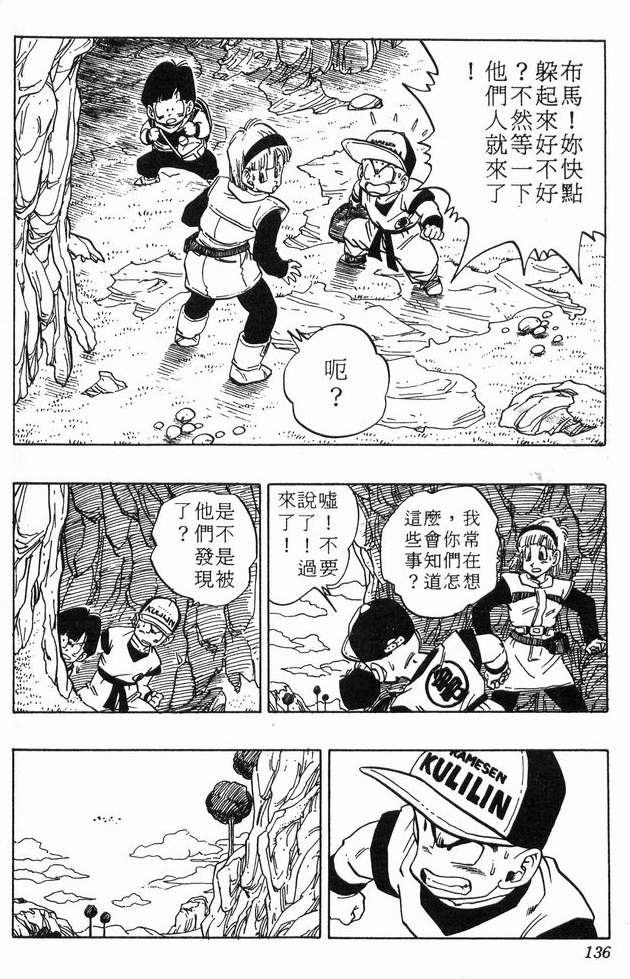 布馬！妳快點
躲起來好不好
？不然等一下
他們人就來了
！
KAMESEN
呃？
我常在想
，你們怎
麼會知道
這些事？
噓！不要
說了！過
來了！
是不是被
他們發現
了？
KULILIN
KAMESEN
KULILIN
136